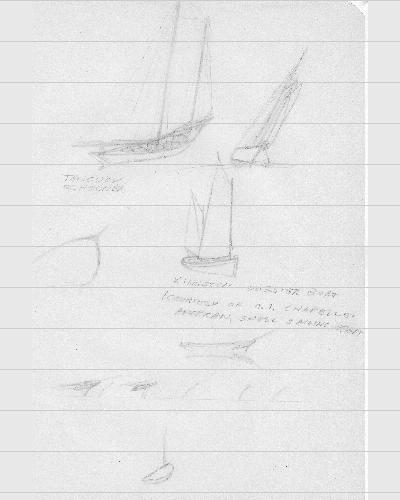 TANCOOK
SCHOONER
KINGSTON LOBSTER BOAT
(COURTESY OF H.I. CHAPELLE:
AMERICAN SMALL SAILING CRAFT